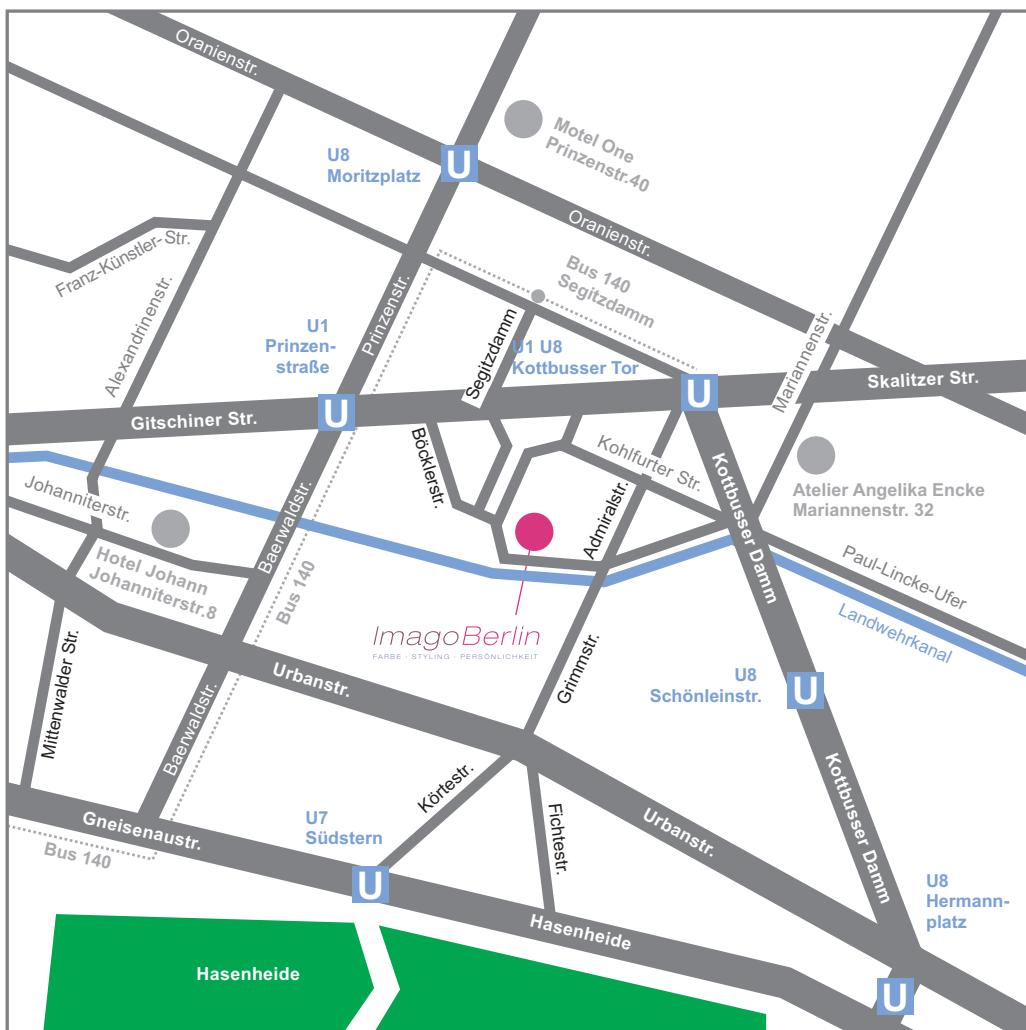 Oranienstr.
Motel One
Prinzenstr.40
U8
Moritzplatz
U
Oranienstr.
Franz-Künstler-Str.
Bus 140
Segitzdamm
Alexandrinenstr.
Prinzenstr.
U1
Prinzen-
straße
Segitzdamm
U1 U8
Kottbusser Tor
Mariannenstr.
Skalitzer Str.
U
U
Gitschiner Str.
Böcklerstr.
Kohlfurter Str.
Kottbusser Damm
Johanniterstr.
Admiralstr.
Atelier Angelika Encke
Mariannenstr. 32
Baerwaldstr.
Hotel Johann
Johanniterstr.8
Bus 140
Paul-Lincke-Ufer
Landwehrkanal
ImagoBerlin
FARBE · STYLING · PERSÖNLICHKEIT
Mittenwalder Str.
Urbanstr.
Grimmstr.
U8
Schönleinstr.
U
Baerwaldstr.
Körtestr.
Kottbusser Damm
Gneisenaustr.
U7
Südstern
Fichtestr.
Urbanstr.
Bus 140
U
U8
Hermann-
platz
Hasenheide
Hasenheide
U